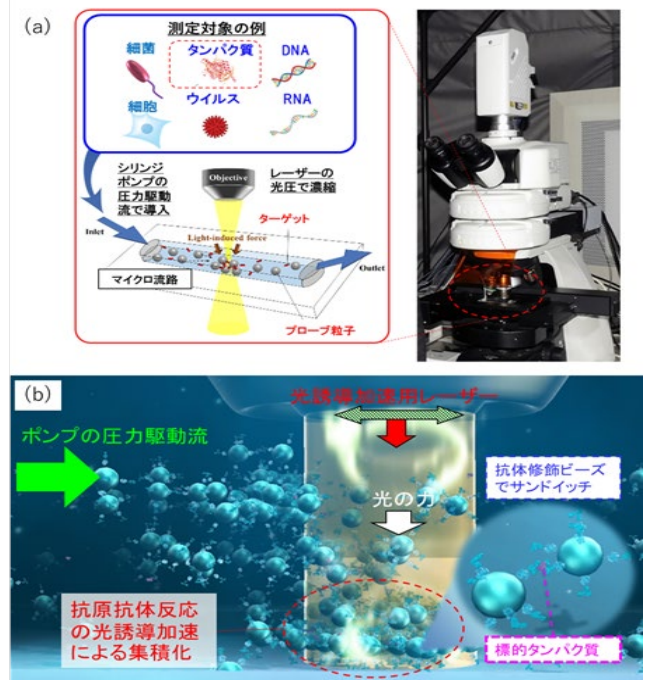 (a)
測定対象の例
細菌
タンパク質
DNA
細胞
ウイルス
RNA
シリンジ
ポンプの
圧力駆動
流で導入
Objective
レーザーの
光圧で濃縮
ターゲット
Inlet
Light-induced force
Outlet
マイクロ流路
プローブ粒子
(b)
光誘導加速用レーザー
ポンプの圧力駆動流
抗体修飾ビーズ
でサンドイッチ
光の力
抗原抗体反応
の光誘導加速
による集積化
標的タンパク質